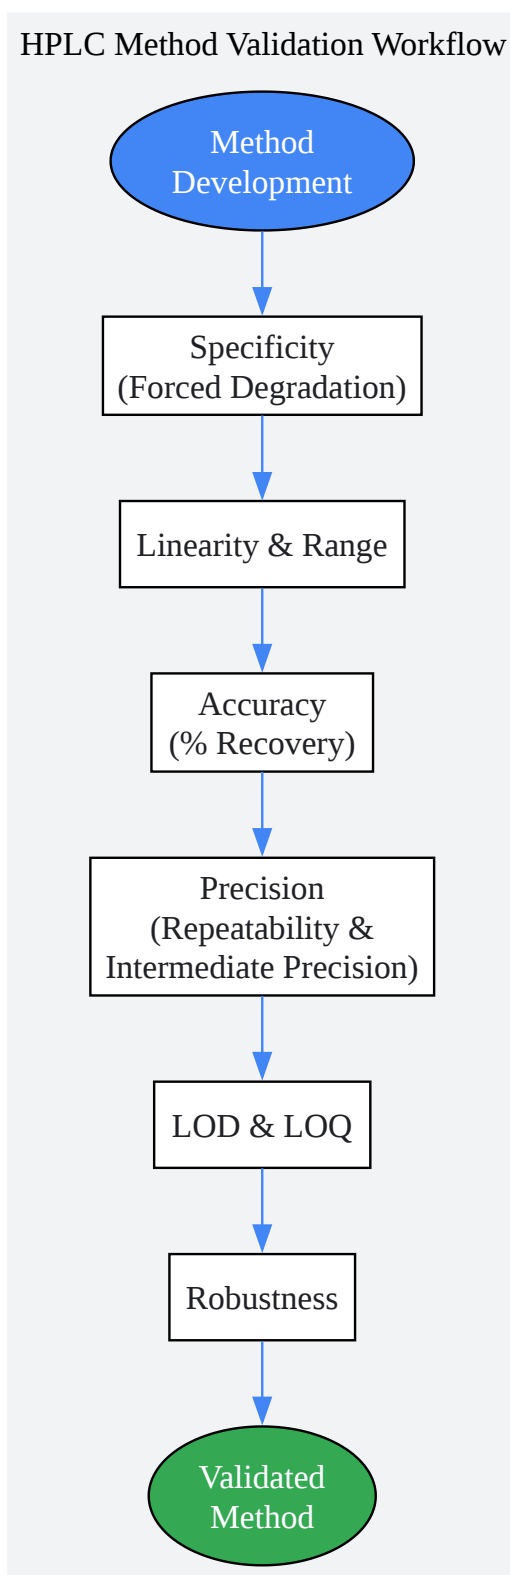 HPLC Method Validation Workflow
Method
Development
Specificity
(Forced Degradation)
Linearity & Range
Accuracy
(% Recovery)
Precision
(Repeatability &
Intermediate Precision)
LOD & LOQ
Robustness
Validated
Method